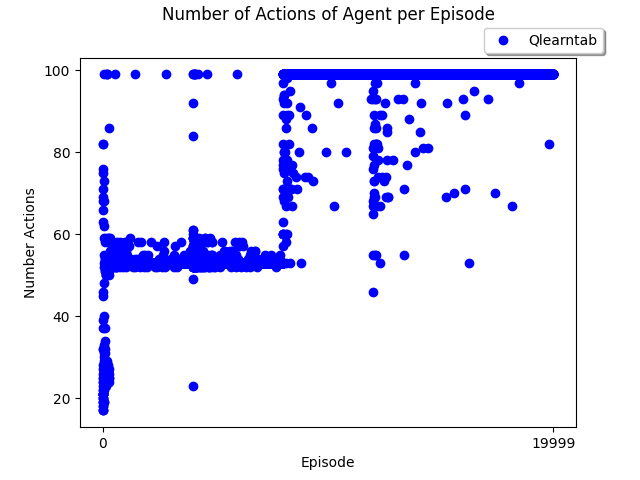 Number of Actions of Agent per Episode
Qlearntab
100
80
60
40
20
Number Actions
0
19999
Episode